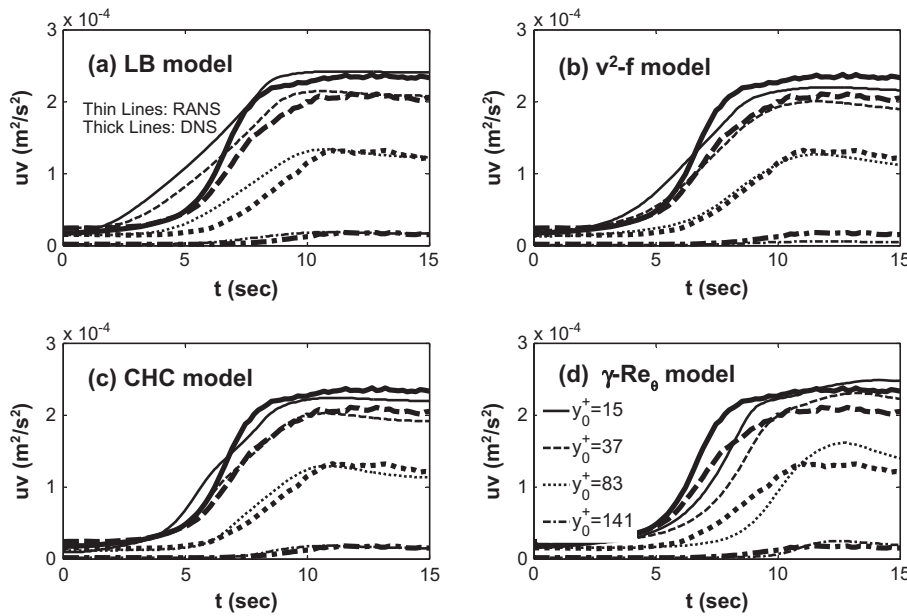 x 10⁻⁴
3
2
1
0
uv (m²/s²)
(a) LB model
Thin Lines: RANS
Thick Lines: DNS
0 5 10 15
t (sec)
x 10⁻⁴
3
2
1
0
uv (m²/s²)
(b) v²-f model
0 5 10 15
t (sec)
x 10⁻⁴
3
2
1
0
uv (m²/s²)
(c) CHC model
0 5 10 15
t (sec)
x 10⁻⁴
3
2
1
0
uv (m²/s²)
(d) γ-Reθ model
y₀⁺=15
y₀⁺=37
y₀⁺=83
y₀⁺=141
0 5 10 15
t (sec)